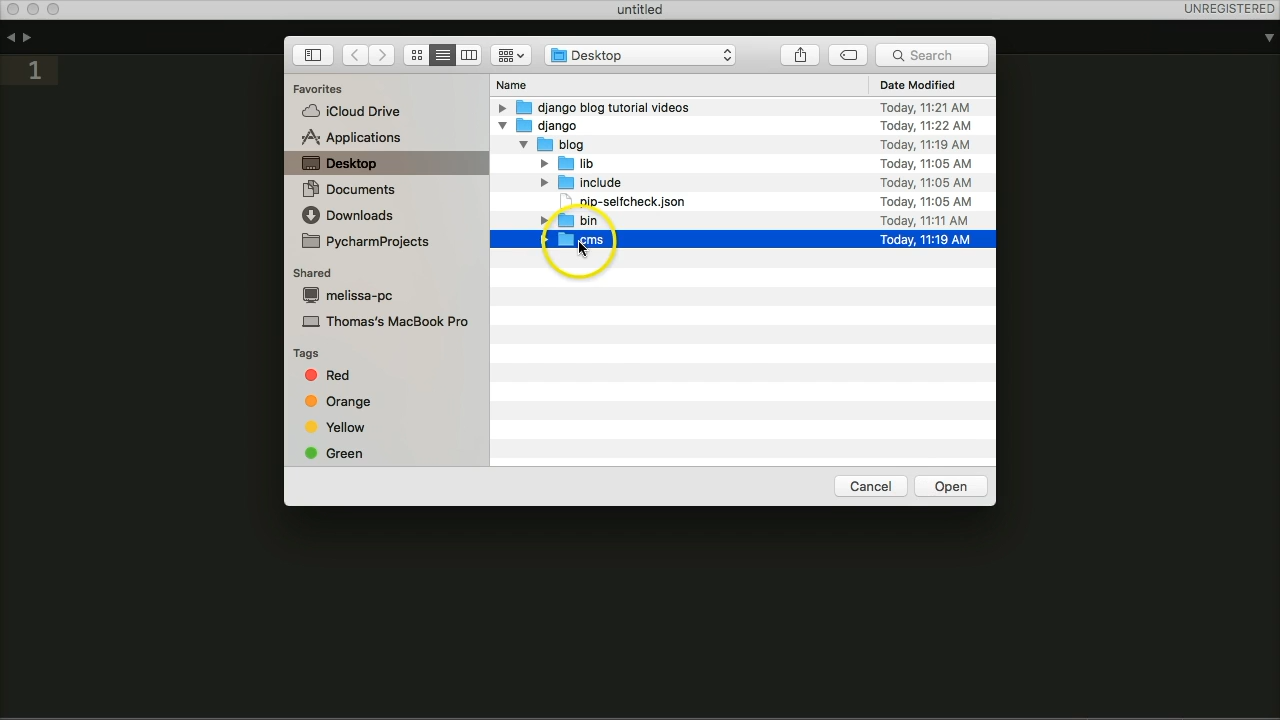 untitled
UNREGISTERED
1
Desktop
Search
Favorites
iCloud Drive
Applications
Desktop
Documents
Downloads
PycharmProjects
Shared
melissa-pc
Thomas's MacBook Pro
Tags
Red
Orange
Yellow
Green
Name Date Modified
django blog tutorial videos Today, 11:21 AM
django Today, 11:22 AM
blog Today, 11:19 AM
lib Today, 11:05 AM
include Today, 11:05 AM
pip-selfcheck.json Today, 11:05 AM
bin Today, 11:11 AM
cms Today, 11:19 AM
Cancel Open